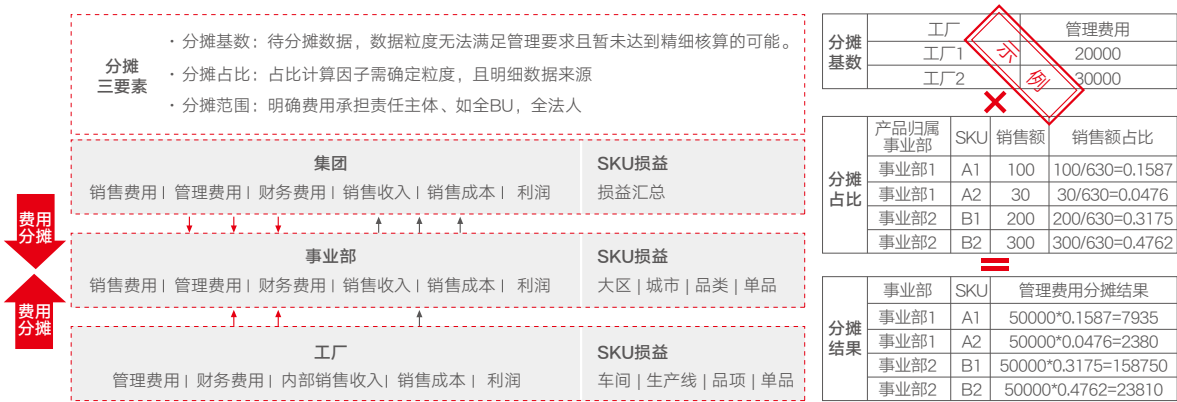 分摊
三要素
· 分摊基数：待分摊数据，数据粒度无法满足管理要求且暂未达到精细核算的可能。
· 分摊占比：占比计算因子需确定粒度，且明细数据来源
· 分摊范围：明确费用承担责任主体、如全BU，全法人
集团
销售费用 | 管理费用 | 财务费用 | 销售收入 | 销售成本 | 利润
SKU损益
损益汇总
费用
分摊
事业部
销售费用 | 管理费用 | 财务费用 | 销售收入 | 销售成本 | 利润
SKU损益
大区 | 城市 | 品类 | 单品
费用
分摊
工厂
管理费用 | 财务费用 | 内部销售收入 | 销售成本 | 利润
SKU损益
车间 | 生产线 | 品项 | 单品
分摊
基数
工厂 管理费用
工厂1 20000
工厂2 30000
示例
×
分摊
占比
产品归属
事业部 SKU 销售额 销售额占比
事业部1 A1 100 100/630=0.1587
事业部1 A2 30 30/630=0.0476
事业部2 B1 200 200/630=0.3175
事业部2 B2 300 300/630=0.4762
=
分摊
结果
事业部 SKU 管理费用分摊结果
事业部1 A1 50000*0.1587=7935
事业部1 A2 50000*0.0476=2380
事业部2 B1 50000*0.3175=158750
事业部2 B2 50000*0.4762=23810